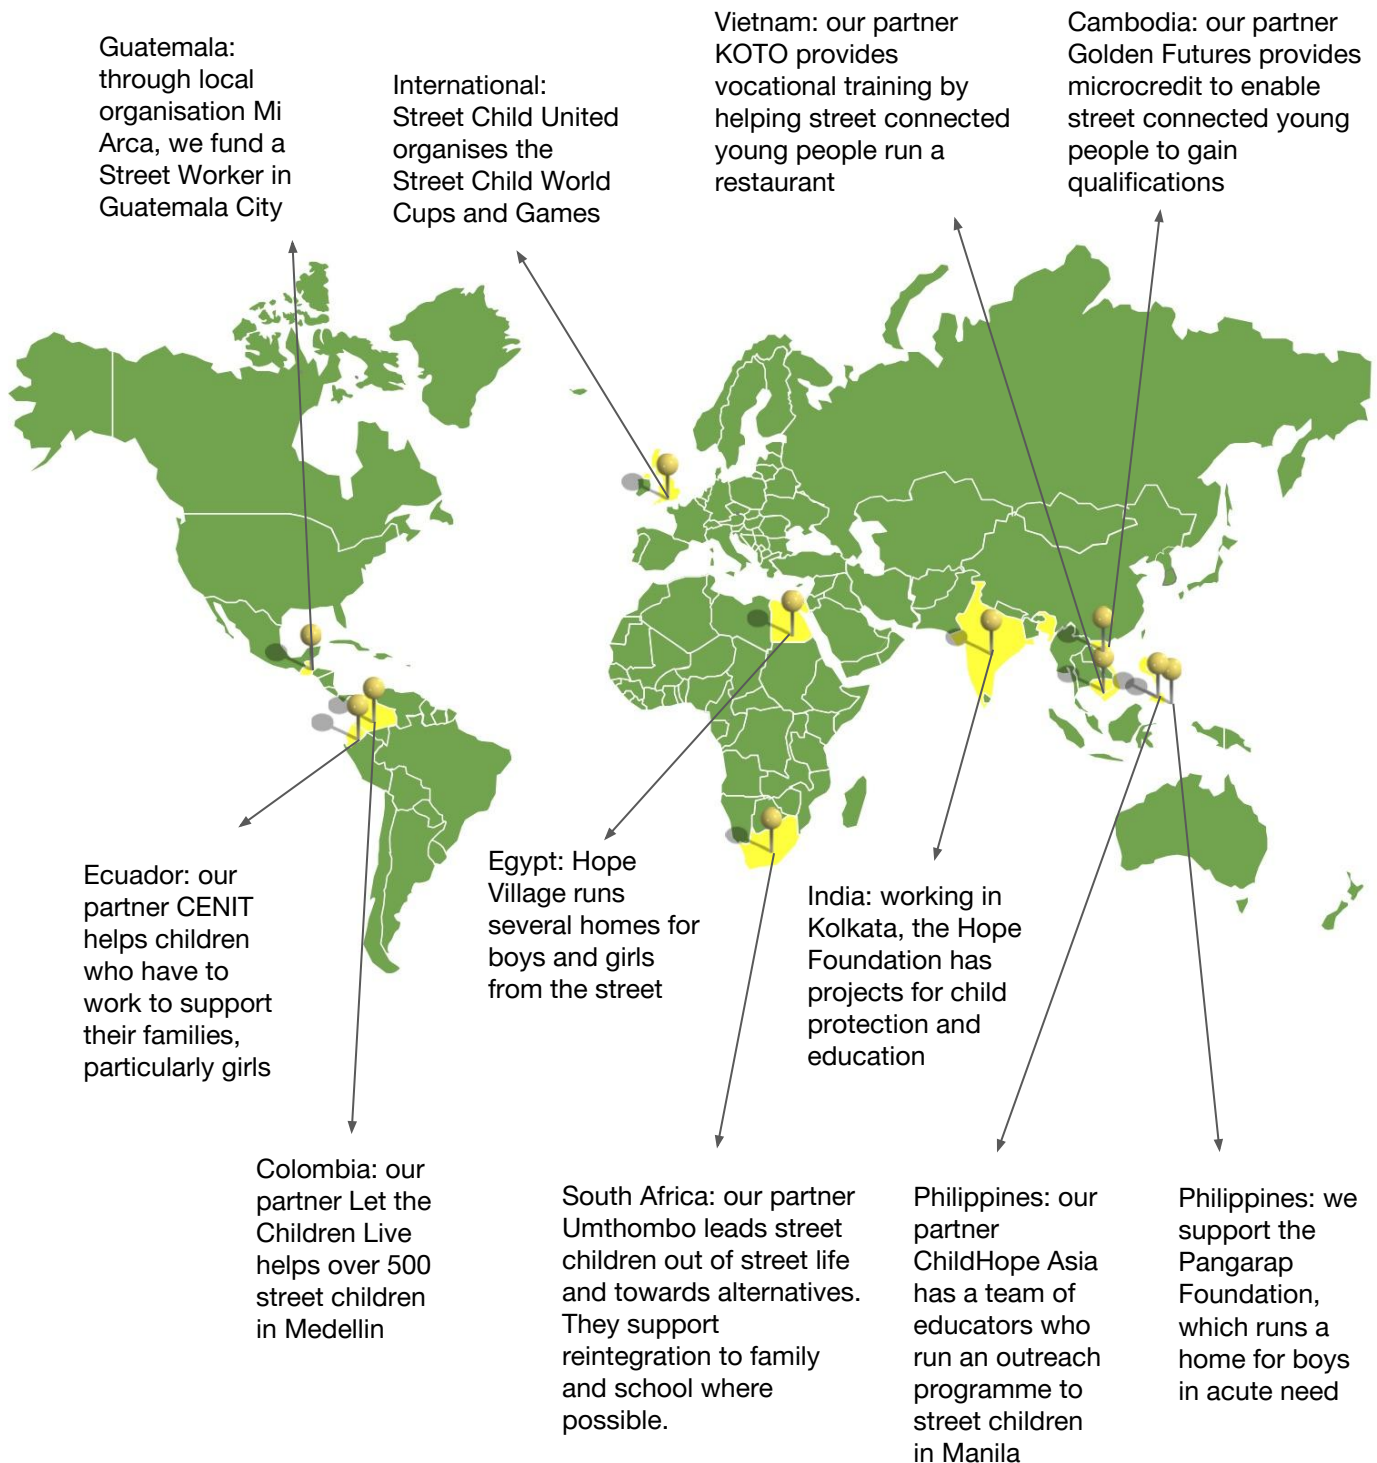 Guatemala:
through local
organisation Mi
Arca, we fund a
Street Worker in
Guatemala City
International:
Street Child United
organises the
Street Child World
Cups and Games
Vietnam: our partner
KOTO provides
vocational training by
helping street connected
young people run a
restaurant
Cambodia: our partner
Golden Futures provides
microcredit to enable
street connected young
people to gain
qualifications
Ecuador: our
partner CENIT
helps children
who have to
work to support
their families,
particularly girls
Egypt: Hope
Village runs
several homes for
boys and girls
from the street
India: working in
Kolkata, the Hope
Foundation has
projects for child
protection and
education
Colombia: our
partner Let the
Children Live
helps over 500
street children
in Medellin
South Africa: our partner
Umthombo leads street
children out of street life
and towards alternatives.
They support
reintegration to family
and school where
possible.
Philippines: our
partner
ChildHope Asia
has a team of
educators who
run an outreach
programme to
street children
in Manila
Philippines: we
support the
Pangarap
Foundation,
which runs a
home for boys
in acute need